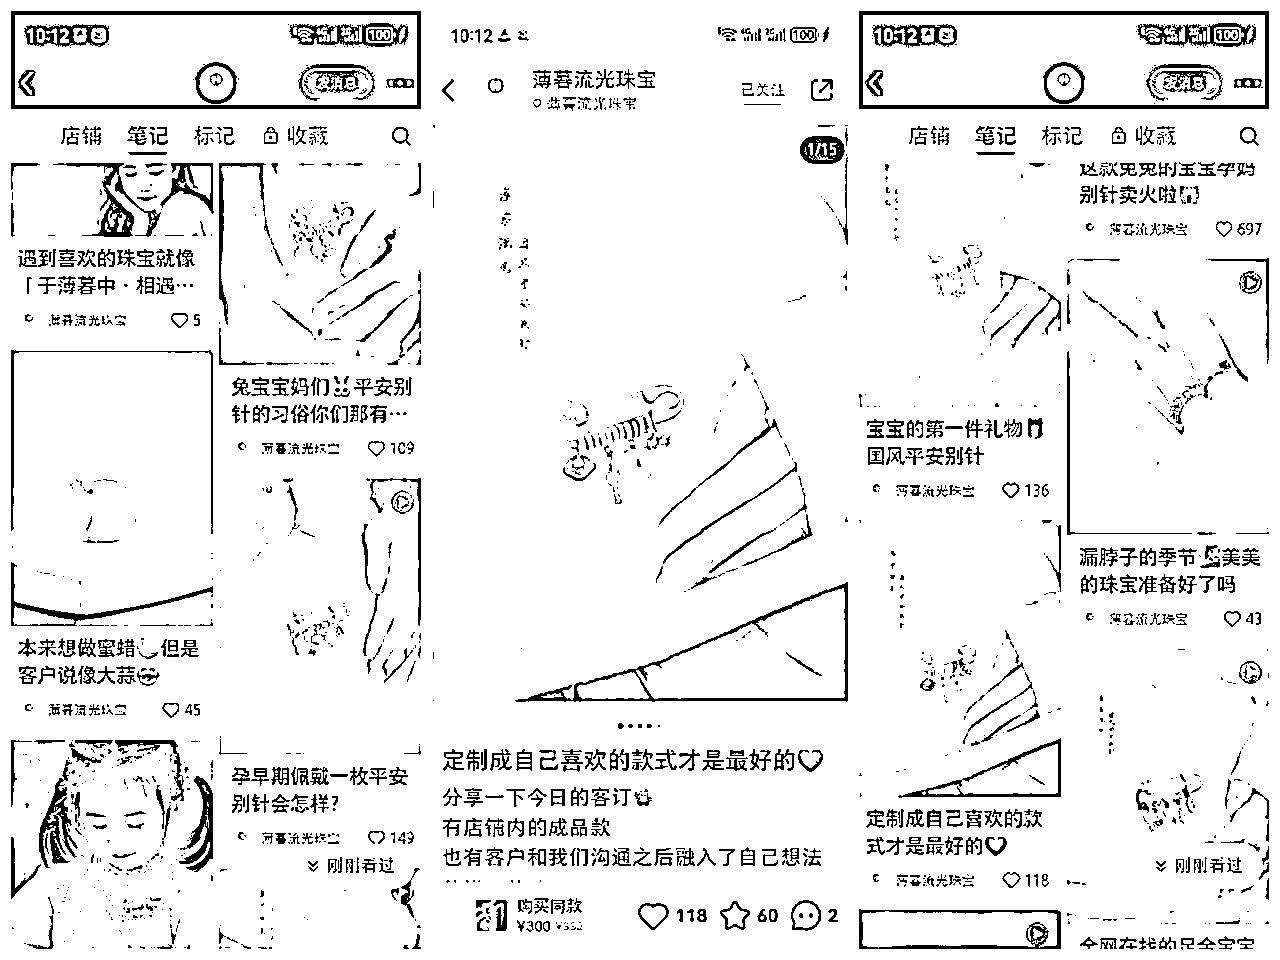 10:12
100
发消息
店铺 笔记 标记 收藏
遇到喜欢的珠宝就像
「于薄暮中·相遇…
薄暮流光珠宝 5
本来想做蜜蜡 但是
客户说像大蒜
薄暮流光珠宝 45
兔宝宝妈们 平安别
针的习俗你们那有…
薄暮流光珠宝 109
孕早期佩戴一枚平安
别针会怎样?
薄暮流光珠宝 149
刚刚看过
10:12
100
薄暮流光珠宝
薄暮流光珠宝
已关注
1/15
定制成自己喜欢的款式才是最好的
分享一下今日的客订
有店铺内的成品款
也有客户和我们沟通之后融入了自己想法
购买同款
¥300
118 60 2
10:12
100
发消息
店铺 笔记 标记 收藏
宝宝的第一件礼物
国风平安别针
薄暮流光珠宝 136
定制成自己喜欢的款
式才是最好的
薄暮流光珠宝 118
这款兔兔的宝宝孕妈
别针卖火啦
薄暮流光珠宝 697
漏脖子的季节 美美
的珠宝准备好了吗
薄暮流光珠宝 43
刚刚看过
全网在找的足金宝宝